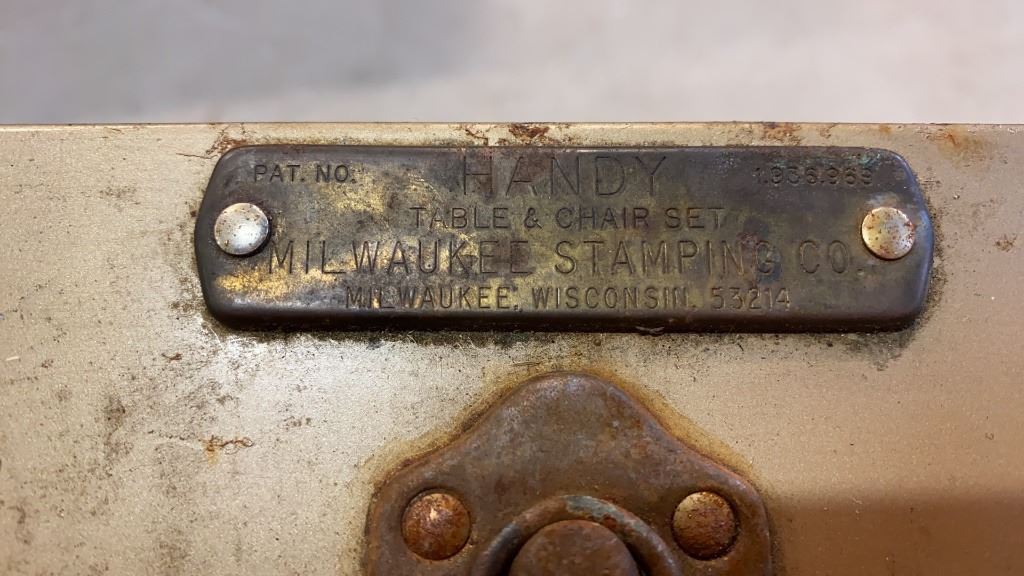 PAT. NO. HANDY 1,936,969
TABLE & CHAIR SET
MILWAUKEE STAMPING CO.
MILWAUKEE, WISCONSIN, 53214